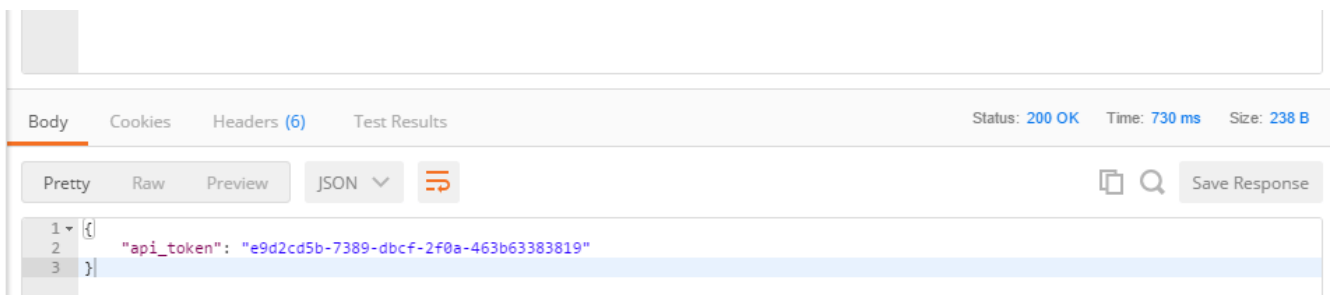 Body Cookies Headers (6) Test Results Status: 200 OK Time: 730 ms Size: 238 B
Pretty Raw Preview JSON Save Response
1 {
2 "api_token": "e9d2cd5b-7389-dbcf-2f0a-463b63383819"
3 }